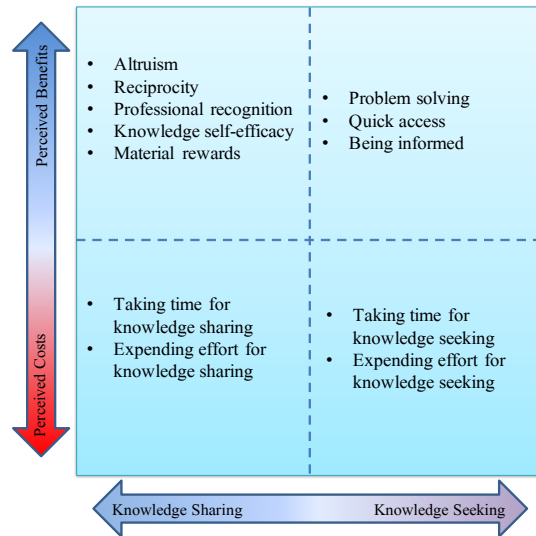 Perceived Benefits
• Altruism
• Reciprocity
• Professional recognition
• Knowledge self-efficacy
• Material rewards
• Problem solving
• Quick access
• Being informed
Perceived Costs
• Taking time for
knowledge sharing
• Expending effort for
knowledge sharing
• Taking time for
knowledge seeking
• Expending effort for
knowledge seeking
Knowledge Sharing
Knowledge Seeking